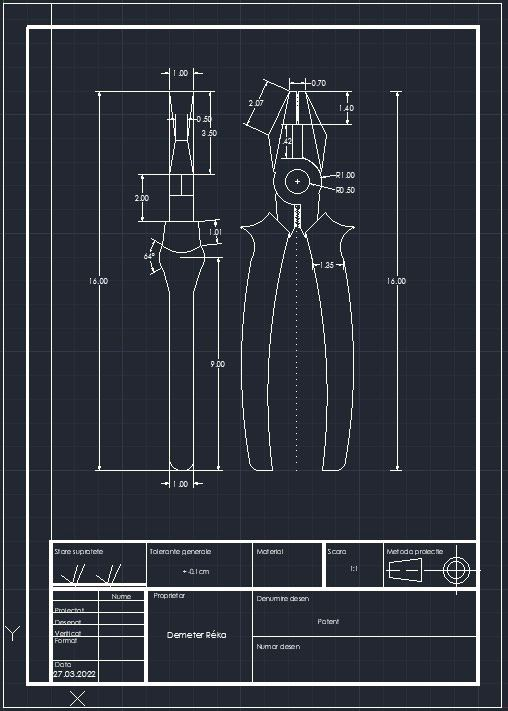 1.00
0.70
2.07
0.50
3.50
1.40
.42
R1.00
R0.50
2.00
1.01
64°
1.35
16.00
16.00
9.00
1.00
Stare suprafete
Tolerante generale
Material
Scara
Metoda proiectie
+-0.1cm
1:1
Nume
Proprietar
Denumire desen
Proiectat
Desenat
Patent
Verificat
Demeter Réka
Format
Numar desen
Data
27.03.2022
Y
X